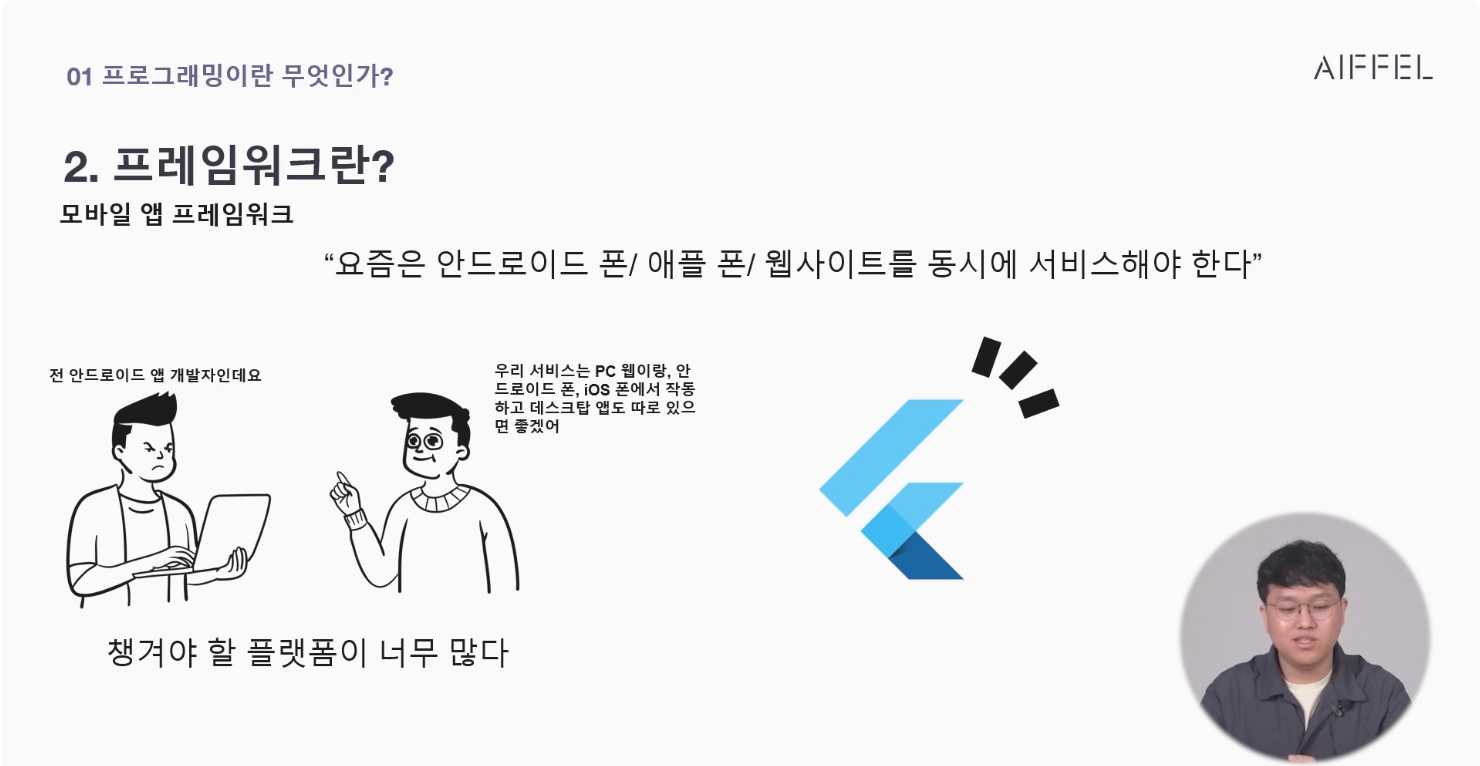 01 프로그래밍이란 무엇인가?
AIFFEL
2. 프레임워크란?
모바일 앱 프레임워크
“요즘은 안드로이드 폰/ 애플 폰/ 웹사이트를 동시에 서비스해야 한다”
전 안드로이드 앱 개발자인데요
우리 서비스는 PC 웹이랑, 안
드로이드 폰, iOS 폰에서 작동
하고 데스크탑 앱도 따로 있으
면 좋겠어
챙겨야 할 플랫폼이 너무 많다